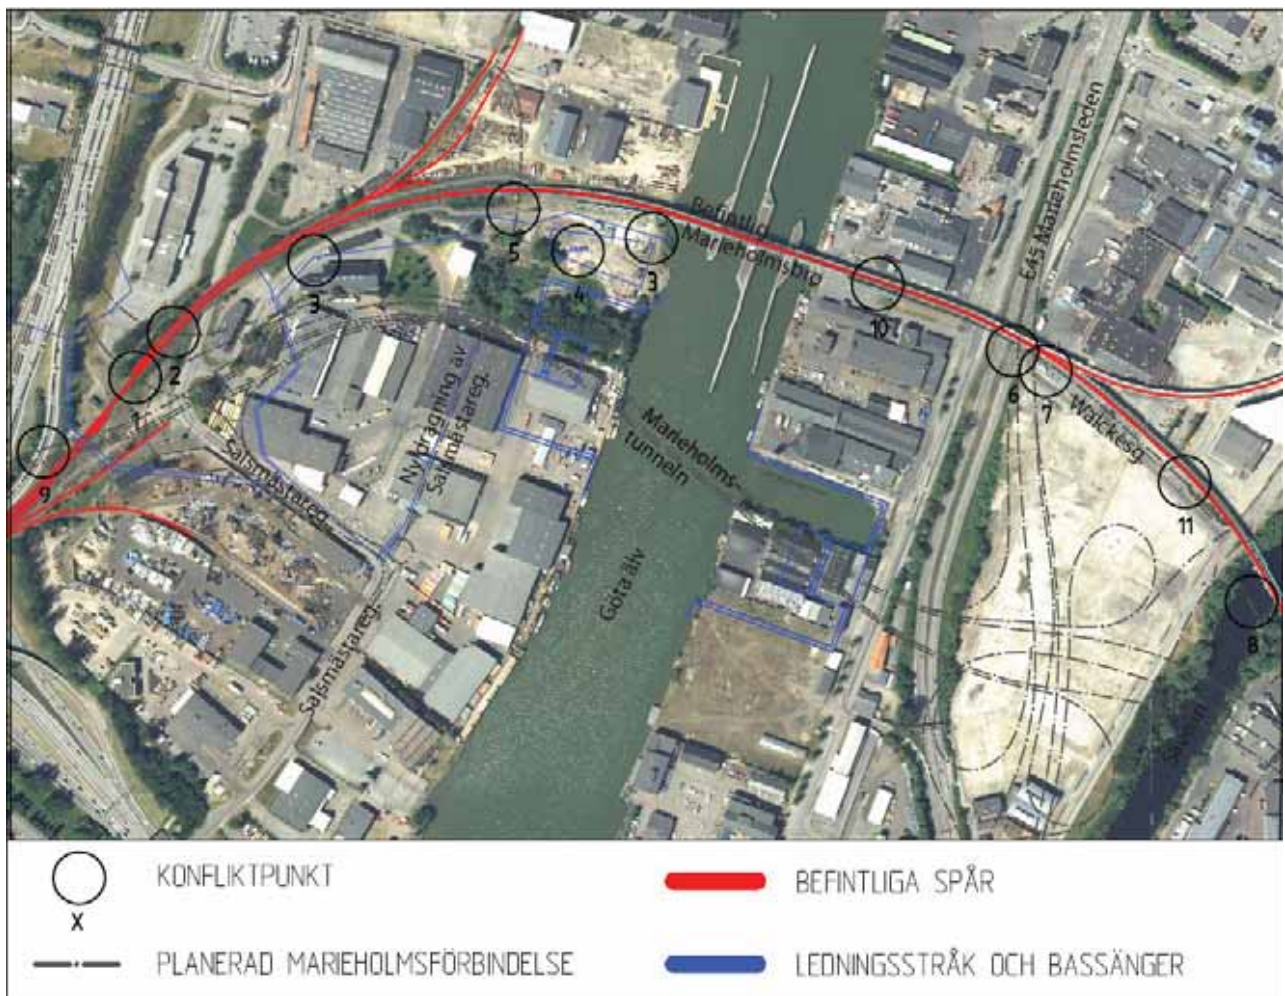 E45 Marieholmsleden
Befintlig
Marieholmsbro
5
4
3
3
10
2
6
7
1
Walckesg.
Nydragning av
Salsmästareg.
Marieholms-
tunneln
Salsmästareg.
9
11
Göta älv
Salsmästareg.
8
KONFLIKTPUNKT
X
BEFINTLIGA SPÅR
PLANERAD MARIEHOLMSFÖRBINDELSE
LEDNINGSSTRÅK OCH BASSÄNGER